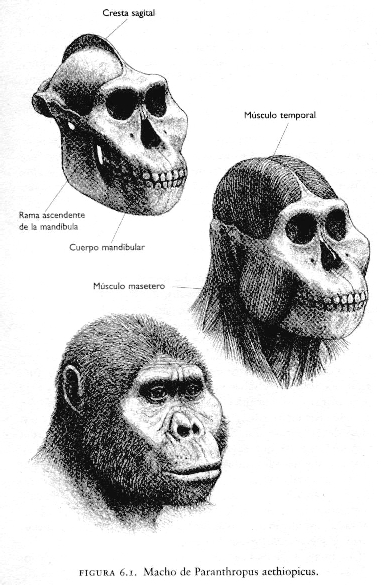 Cresta sagital
Músculo temporal
Rama ascendente
de la mandibula
Cuerpo mandibular
Músculo masetero
FIGURA 6.1. Macho de Paranthropus aethiopicus.